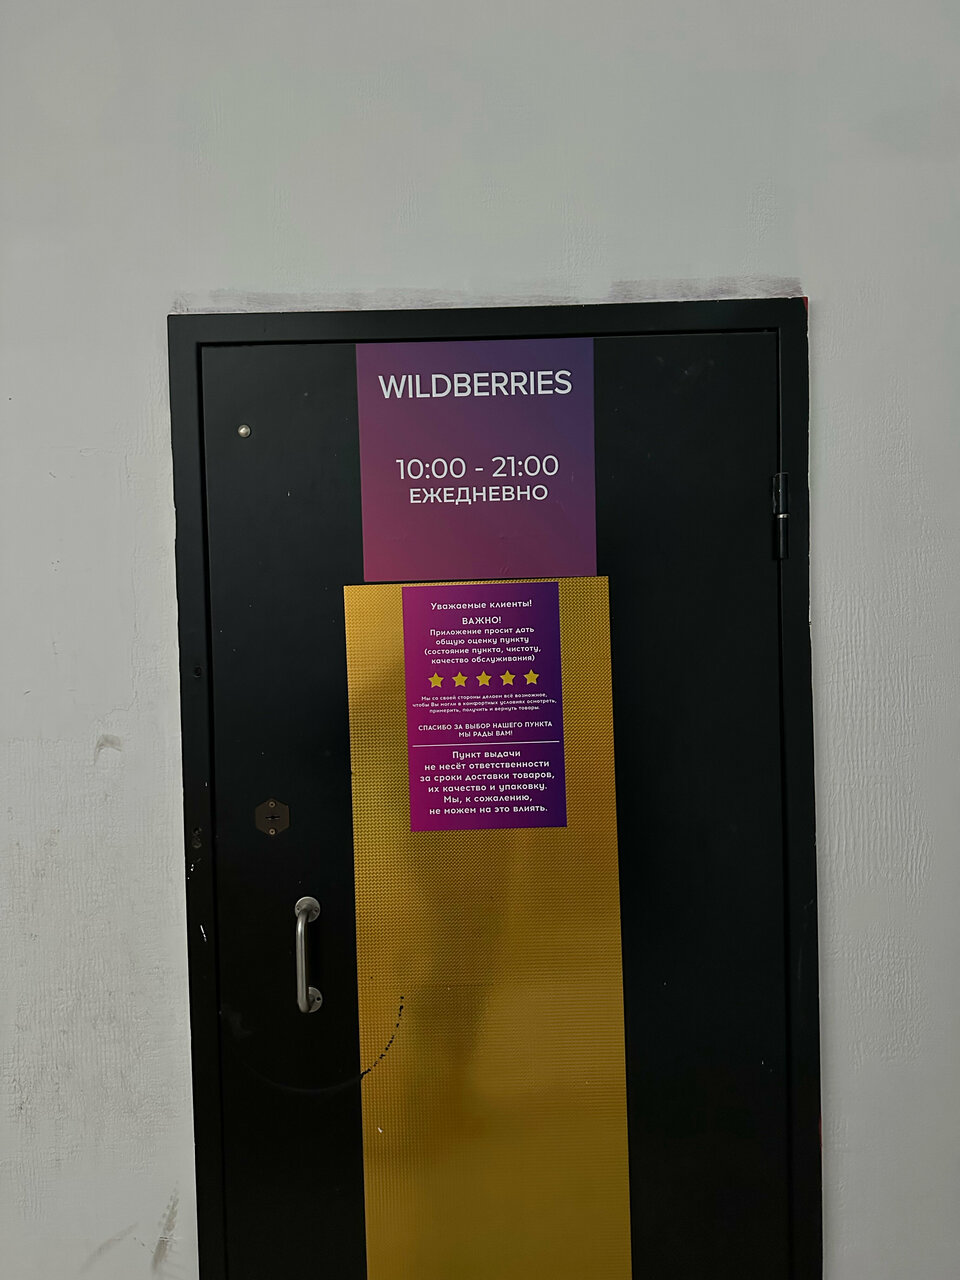 WILDBERRIES
10:00 - 21:00
ЕЖЕДНЕВНО
Уважаемые клиенты!
ВАЖНО!
Приложение просит дать
общую оценку пункту
(состояние пункта, чистоту,
качество обслуживания)
Мы со своей стороны делаем всё возможное,
чтобы Вы могли в комфортных условиях осмотреть,
примерить, получить и вернуть товары.
СПАСИБО ЗА ВЫБОР НАШЕГО ПУНКТА
МЫ РАДЫ ВАМ!
Пункт выдачи
не несёт ответственности
за сроки доставки товаров,
их качество и упаковку.
Мы, к сожалению,
не можем на это влиять.